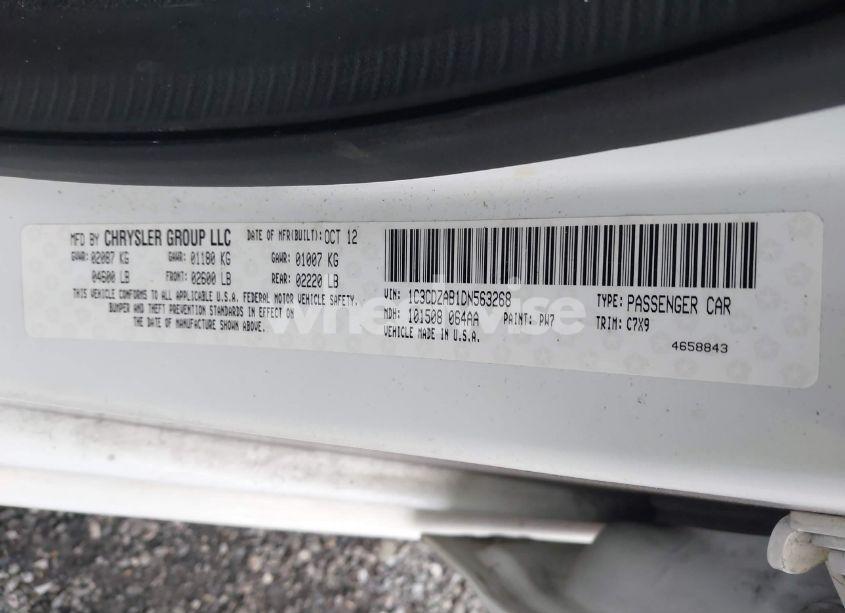 MFD BY CHRYSLER GROUP LLC DATE OF MFR(BUILT): OCT 12
GVWR: 02087 KG GAWR: 01180 KG GAWR: 01007 KG
04600 LB FRONT: 02600 LB REAR: 02220 LB
THIS VEHICLE CONFORMS TO ALL APPLICABLE U.S.A. FEDERAL MOTOR VEHICLE SAFETY,
BUMPER AND THEFT PREVENTION STANDARDS IN EFFECT ON
THE DATE OF MANUFACTURE SHOWN ABOVE.
VIN: 1C3CDZAB1DN563268 TYPE: PASSENGER CAR
MDH: 101508 064AA PAINT: PW7 TRIM: C7X9
VEHICLE MADE IN U.S.A. 4658843